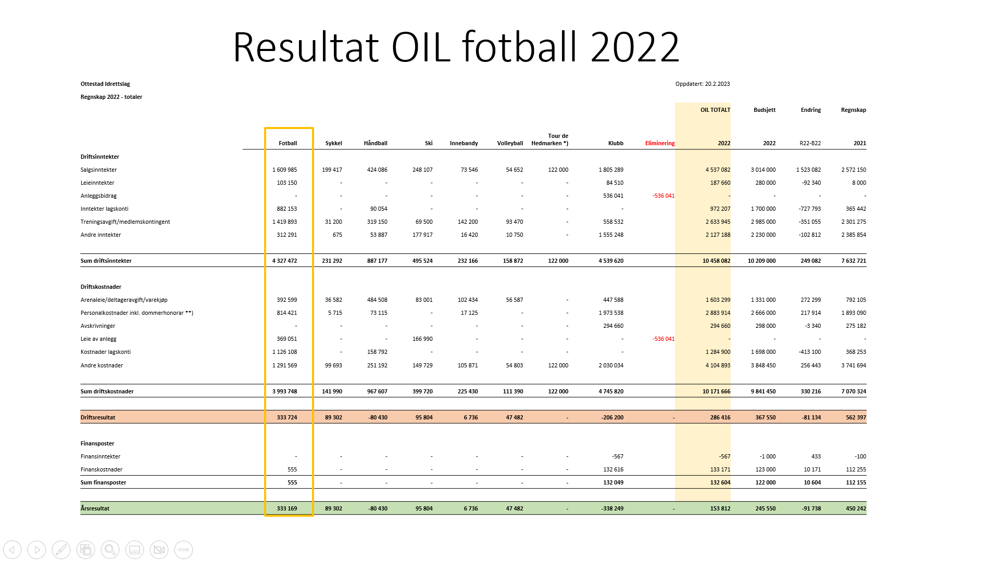 Resultat OIL fotball 2022
Ottestad Idrettslag Oppdatert: 20.2.2023
Regnskap 2022 - totaler
OIL TOTALT Budsjett Endring Regnskap
Tour de
Fotball Sykkel Håndball Ski Innebandy Volleyball Hedmarken *) Klubb Eliminering 2022 2022 R22-B22 2021
Driftsinntekter
Salgsinntekter 1 609 985 199 417 424 086 248 107 73 546 54 652 122 000 1 805 289 4 537 082 3 014 000 1 523 082 2 572 150
Leieinntekter 103 150 - - - - - - 84 510 187 660 280 000 -92 340 8 000
Anleggsbidrag - - - - - - - 536 041 -536 041 - - - -
Inntekter lagskonti 882 153 - 90 054 - - - - - 972 207 1 700 000 -727 793 365 442
Treningsavgift/medlemskontingent 1 419 893 31 200 319 150 69 500 142 200 93 470 - 558 532 2 633 945 2 985 000 -351 055 2 301 275
Andre inntekter 312 291 675 53 887 177 917 16 420 10 750 - 1 555 248 2 127 188 2 230 000 -102 812 2 385 854
Sum driftsinntekter 4 327 472 231 292 887 177 495 524 232 166 158 872 122 000 4 539 620 10 458 082 10 209 000 249 082 7 632 721
Driftskostnader
Arenaleie/deltageravgift/varekjøp 392 599 36 582 484 508 83 001 102 434 56 587 - 447 588 1 603 299 1 331 000 272 299 792 105
Personalkostnader inkl. dommerhonorar **) 814 421 5 715 73 115 - 17 125 - - 1 973 538 2 883 914 2 666 000 217 914 1 893 090
Avskrivninger - - - - - - - 294 660 294 660 298 000 -3 340 275 182
Leie av anlegg 369 051 - - 166 990 - - - - -536 041 - - - -
Kostnader lagskonti 1 126 108 - 158 792 - - - - - 1 284 900 1 698 000 -413 100 368 253
Andre kostnader 1 291 569 99 693 251 192 149 729 105 871 54 803 122 000 2 030 034 4 104 893 3 848 450 256 443 3 741 694
Sum driftskostnader 3 993 748 141 990 967 607 399 720 225 430 111 390 122 000 4 745 820 10 171 666 9 841 450 330 216 7 070 324
Driftsresultat 333 724 89 302 -80 430 95 804 6 736 47 482 - -206 200 - 286 416 367 550 -81 134 562 397
Finansposter
Finansinntekter - - - - - - - -567 -567 -1 000 433 -100
Finanskostnader 555 - - - - - - 132 616 133 171 123 000 10 171 112 255
Sum finansposter 555 - - - - - - 132 049 132 604 122 000 10 604 112 155
Årsresultat 333 169 89 302 -80 430 95 804 6 736 47 482 - -338 249 - 153 812 245 550 -91 738 450 242